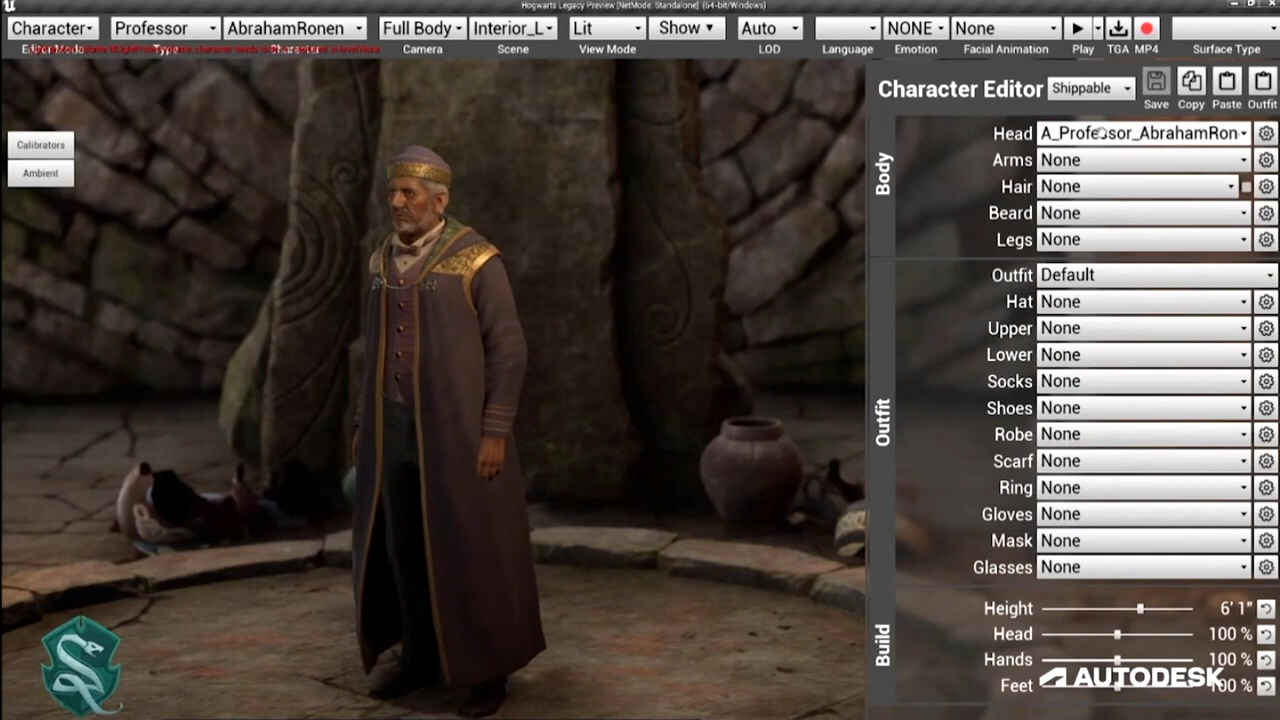 Hogwarts Legacy Preview [NetMode: Standalone] (64-bit/Windows)
Character Professor AbrahamRonen Full Body Interior_L Lit Show Auto NONE None
Camera Scene View Mode LOD Language Emotion Facial Animation Play TGA MP4 Surface Type
Character Editor Shippable
Save Copy Paste Outfit
Calibrators
Ambient
Body
Head A_Professor_AbrahamRon
Arms None
Hair None
Beard None
Legs None
Outfit
Outfit Default
Hat None
Upper None
Lower None
Socks None
Shoes None
Robe None
Scarf None
Ring None
Gloves None
Mask None
Glasses None
Build
Height 6' 1"
Head 100 %
Hands 100 %
Feet 100 %
AUTODESK